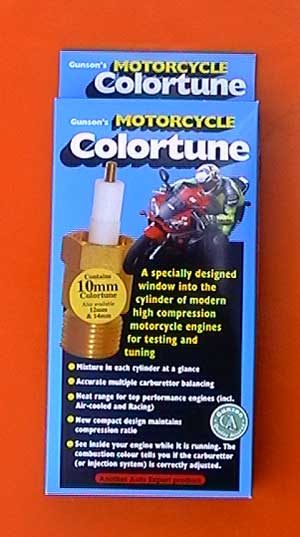 Gunson's MOTORCYCLE
Colortune
Gunson's MOTORCYCLE
Colortune
Contains
10mm
Colortune
Also available
12mm
& 14mm
A specially designed
window into the
cylinder of modern
high compression
motorcycle engines
for testing and
tuning
Mixture in each cylinder at a glance
Accurate multiple carburettor balancing
Heat range for top performance engines (incl.
Air-cooled and Racing)
New compact design maintains
compression ratio
See inside your engine while it is running. The
combustion colour tells you if the carburettor
(or injection system) is correctly adjusted.
GUNSON
CA
Another Auto Expert product